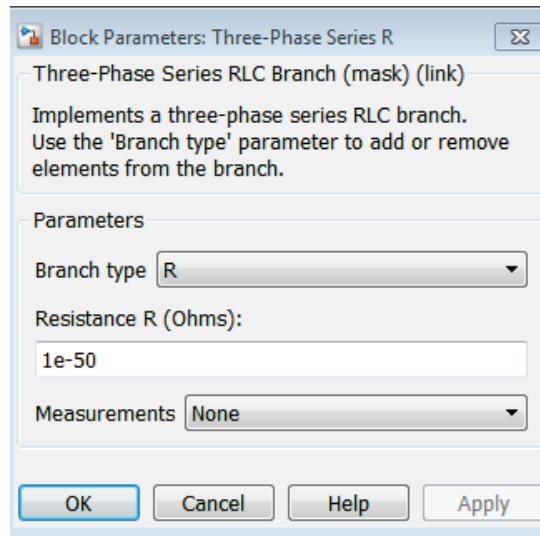 Block Parameters: Three-Phase Series R
Three-Phase Series RLC Branch (mask) (link)
Implements a three-phase series RLC branch.
Use the 'Branch type' parameter to add or remove
elements from the branch.
Parameters
Branch type R
Resistance R (Ohms):
1e-50
Measurements None
OK Cancel Help Apply